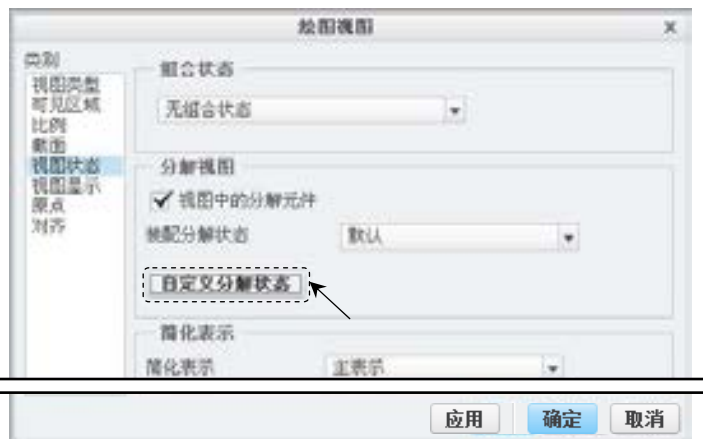 绘图视图
类别
视图类型
可见区域
比例
截面
视图状态
视图显示
原点
对齐
组合状态
无组合状态
分解视图
视图中的分解元件
装配分解状态 默认
自定义分解状态
简化表示
简化表示 主表示
应用 确定 取消